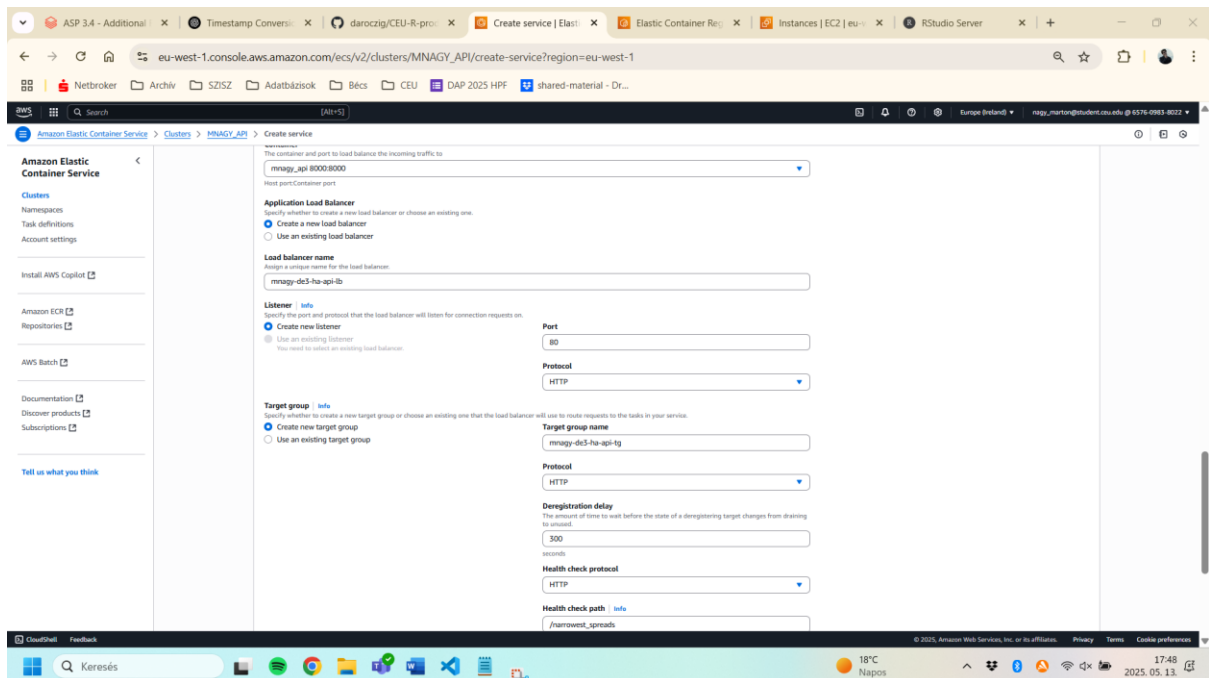 ASP 3.4 - Additional
Timestamp Conversi
daroczig/CEU-R-prod
Create service | Elasti
Elastic Container Reg
Instances | EC2 | eu-w
RStudio Server
eu-west-1.console.aws.amazon.com/ecs/v2/clusters/MNAGY_API/create-service?region=eu-west-1
Netbroker
Archív
SZISZ
Adatbázisok
Bécs
CEU
DAP 2025 HPF
shared-material - Dr...
aws
Search
[Alt+S]
Europe (Ireland)
nagy_marton@student.ceu.edu @ 6576-0983-8022
Amazon Elastic Container Service > Clusters > MNAGY_API > Create service
Amazon Elastic
Container Service
Clusters
Namespaces
Task definitions
Account settings
Install AWS Copilot
Amazon ECR
Repositories
AWS Batch
Documentation
Discover products
Subscriptions
Tell us what you think
The container and port to load balance the incoming traffic to
mnagy_api 8000:8000
Host port:Container port
Application Load Balancer
Specify whether to create a new load balancer or choose an existing one.
Create a new load balancer
Use an existing load balancer
Load balancer name
Assign a unique name for the load balancer.
mnagy-de3-ha-api-lb
Listener | Info
Specify the port and protocol that the load balancer will listen for connection requests on.
Create new listener
Use an existing listener
You need to select an existing load balancer.
Port
80
Protocol
HTTP
Target group | Info
Specify whether to create a new target group or choose an existing one that the load balancer will use to route requests to the tasks in your service.
Create new target group
Use an existing target group
Target group name
mnagy-de3-ha-api-tg
Protocol
HTTP
Deregistration delay
The amount of time to wait before the state of a deregistering target changes from draining
to unused.
300
seconds
Health check protocol
HTTP
Health check path | Info
/narrowest_spreads
CloudShell
Feedback
© 2025, Amazon Web Services, Inc. or its affiliates.
Privacy
Terms
Cookie preferences
Keresés
18°C
Napos
17:48
2025. 05. 13.